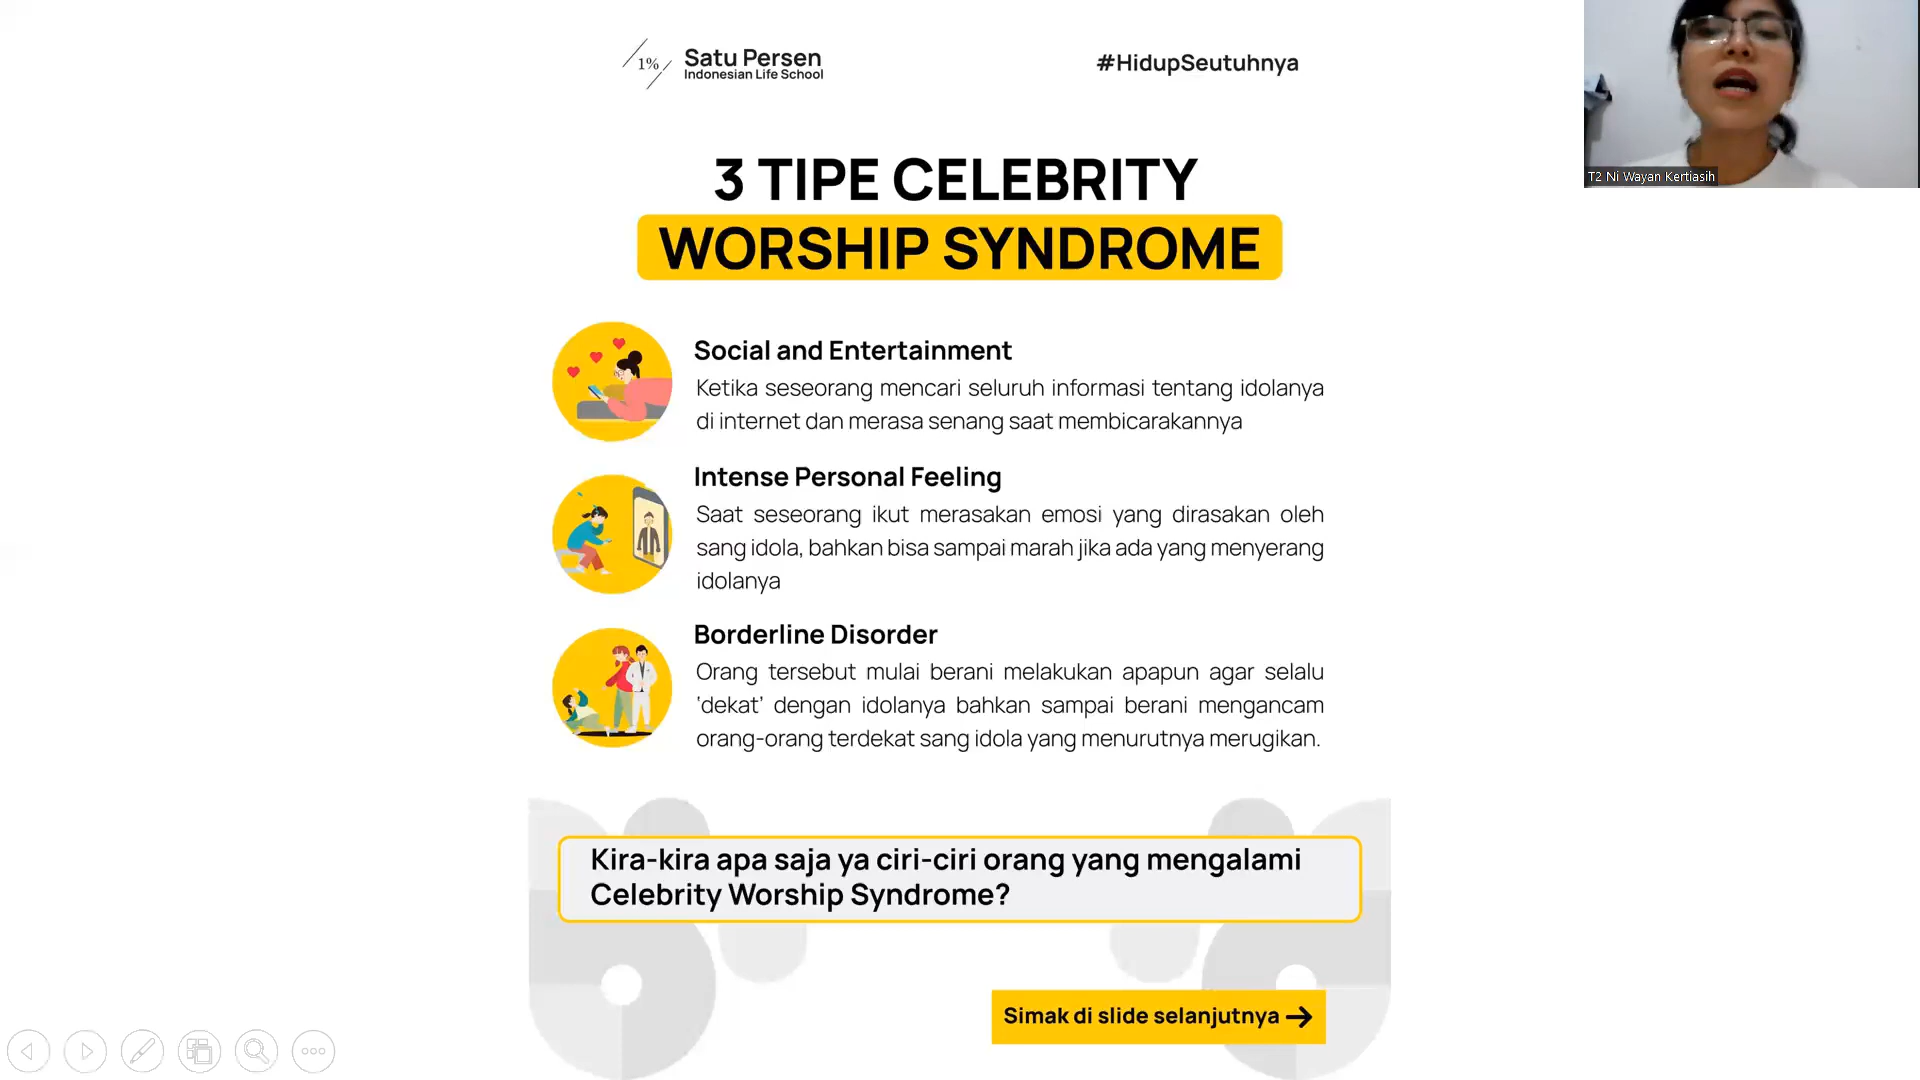 1%
Satu Persen
Indonesian Life School
#HidupSeutuhnya
3 TIPE CELEBRITY
WORSHIP SYNDROME
Social and Entertainment
Ketika seseorang mencari seluruh informasi tentang idolanya
di internet dan merasa senang saat membicarakannya
Intense Personal Feeling
Saat seseorang ikut merasakan emosi yang dirasakan oleh
sang idola, bahkan bisa sampai marah jika ada yang menyerang
idolanya
Borderline Disorder
Orang tersebut mulai berani melakukan apapun agar selalu
‘dekat’ dengan idolanya bahkan sampai berani mengancam
orang-orang terdekat sang idola yang menurutnya merugikan.
Kira-kira apa saja ya ciri-ciri orang yang mengalami
Celebrity Worship Syndrome?
Simak di slide selanjutnya
T2 Ni Wayan Kertiasih